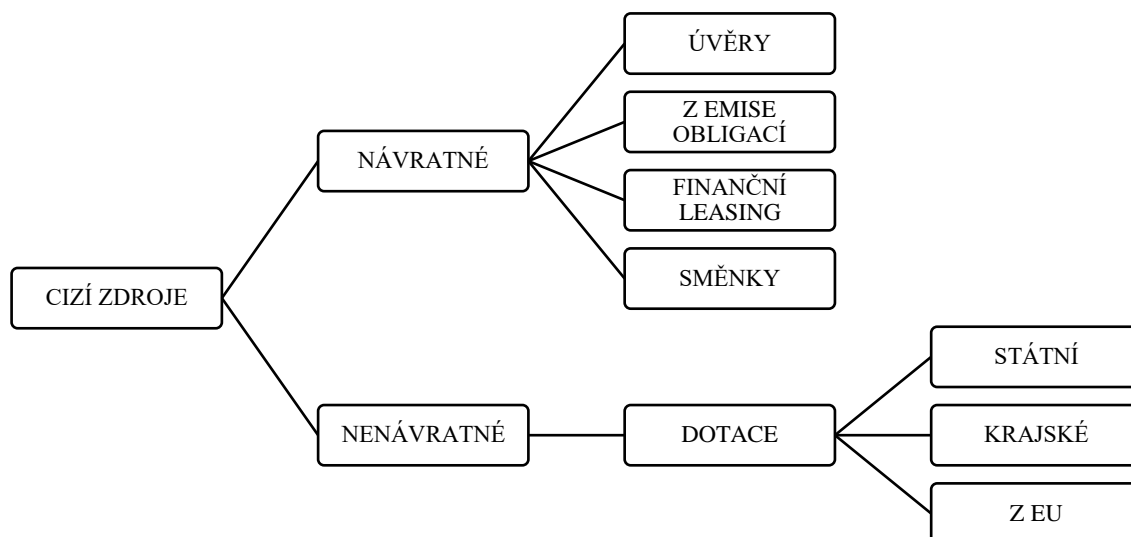 ÚVĚRY
Z EMISE
OBLIGACÍ
NÁVRATNÉ
FINANČNÍ
LEASING
SMĚNKY
CIZÍ ZDROJE
STÁTNÍ
NENÁVRATNÉ
DOTACE
KRAJSKÉ
Z EU